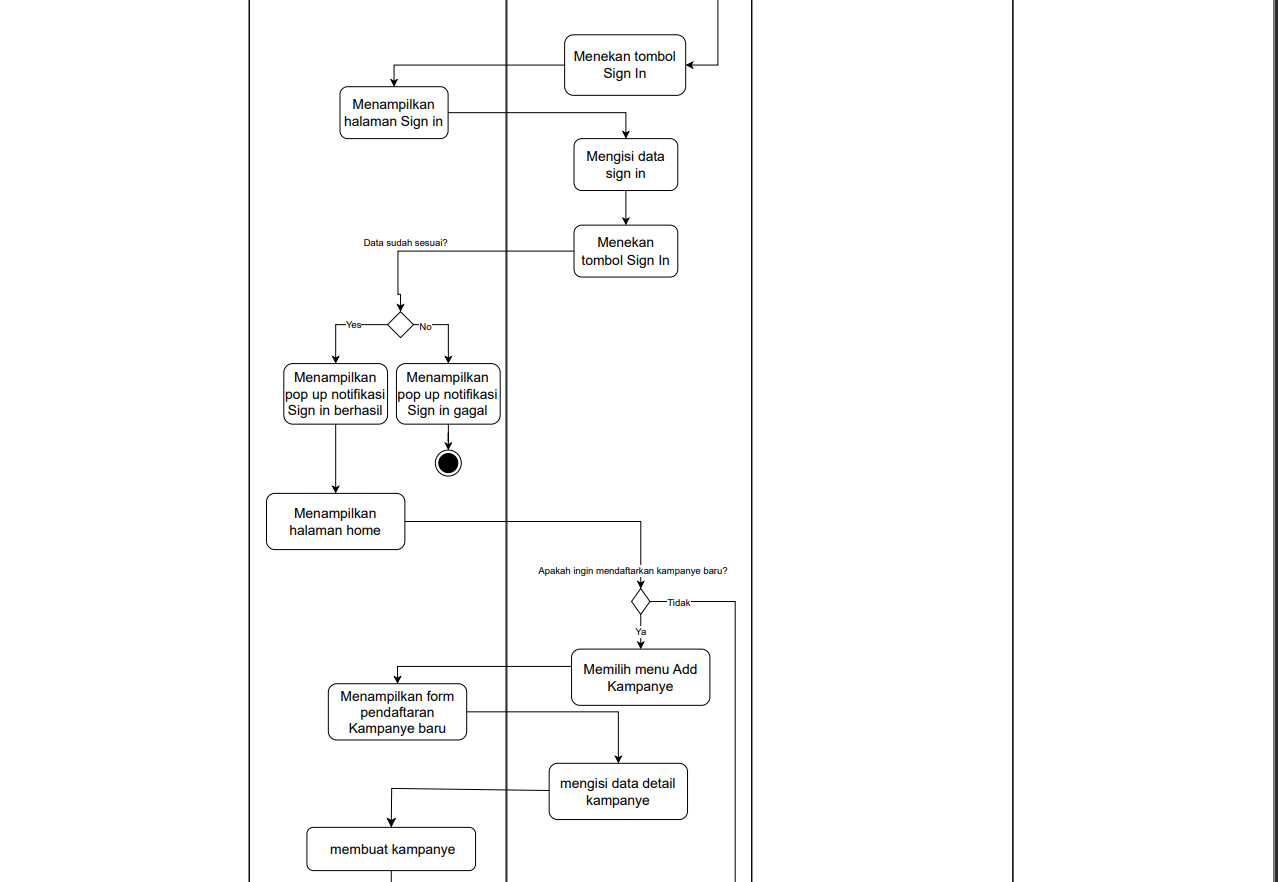 Menekan tombol
Sign In
Menampilkan
halaman Sign in
Mengisi data
sign in
Menekan
tombol Sign In
Data sudah sesuai?
Yes
No
Menampilkan
pop up notifikasi
Sign in berhasil
Menampilkan
pop up notifikasi
Sign in gagal
Menampilkan
halaman home
Apakah ingin mendaftarkan kampanye baru?
Tidak
Ya
Memilih menu Add
Kampanye
Menampilkan form
pendaftaran
Kampanye baru
mengisi data detail
kampanye
membuat kampanye